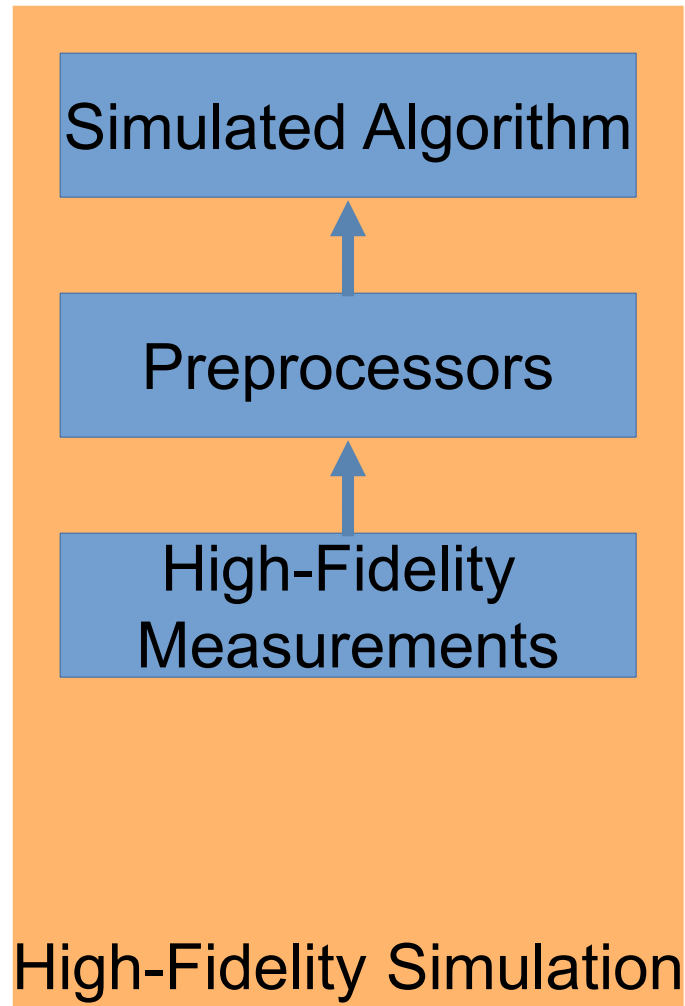 Simulated Algorithm
Preprocessors
High-Fidelity
Measurements
High-Fidelity Simulation